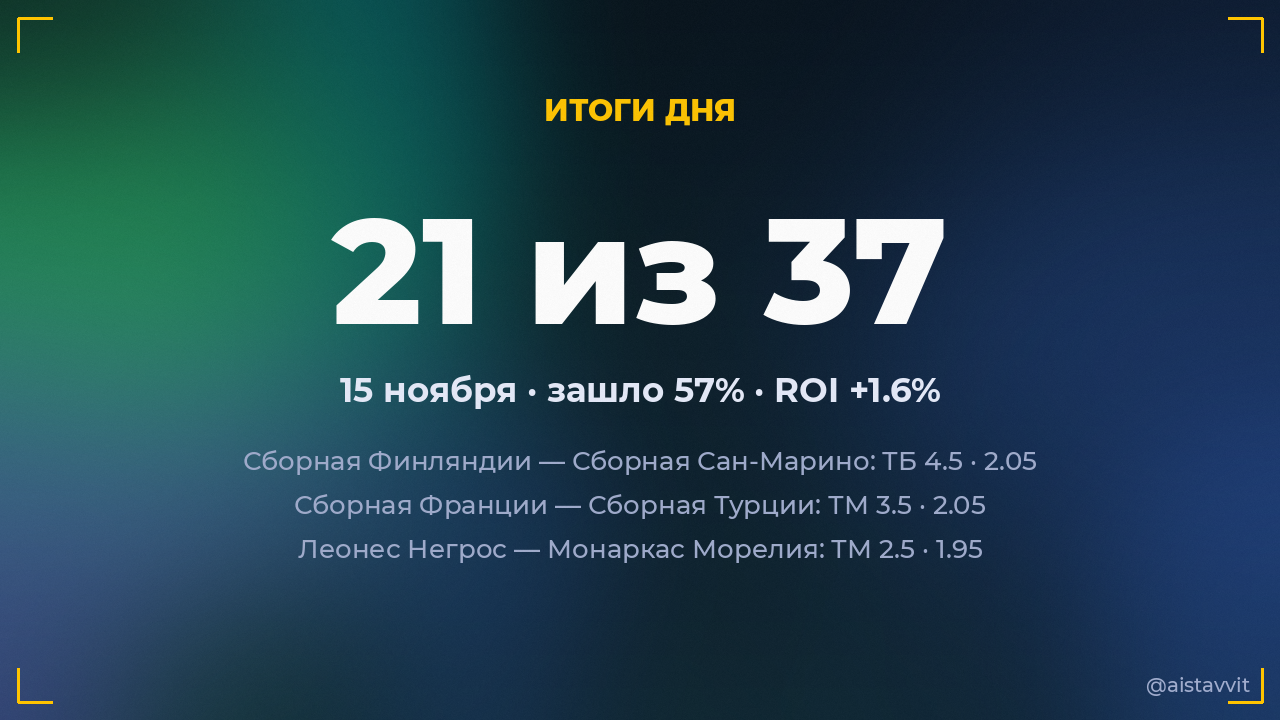 ИТОГИ ДНЯ
21 из 37
15 ноября · зашло 57% · ROI +1.6%
Сборная Финляндии — Сборная Сан-Марино: ТБ 4.5 · 2.05
Сборная Франции — Сборная Турции: ТМ 3.5 · 2.05
Леонес Негрос — Монаркас Морелия: ТМ 2.5 · 1.95
@aistavvit